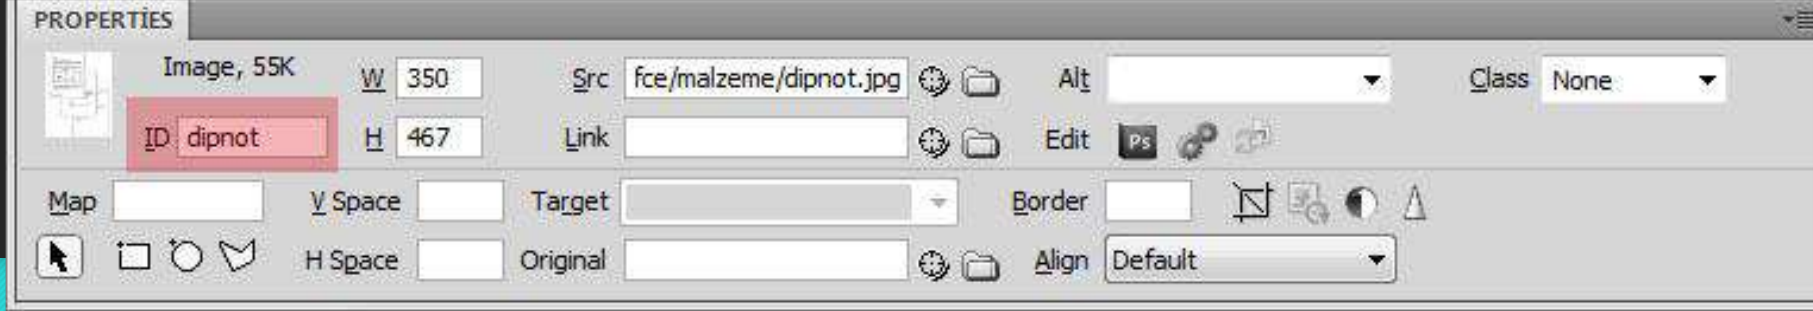 PROPERTİES
Image, 55K W 350 Src fce/malzeme/dipnot.jpg Alt Class None
ID dipnot H 467 Link Edit Ps
Map V Space Target Border
H Space Original Align Default